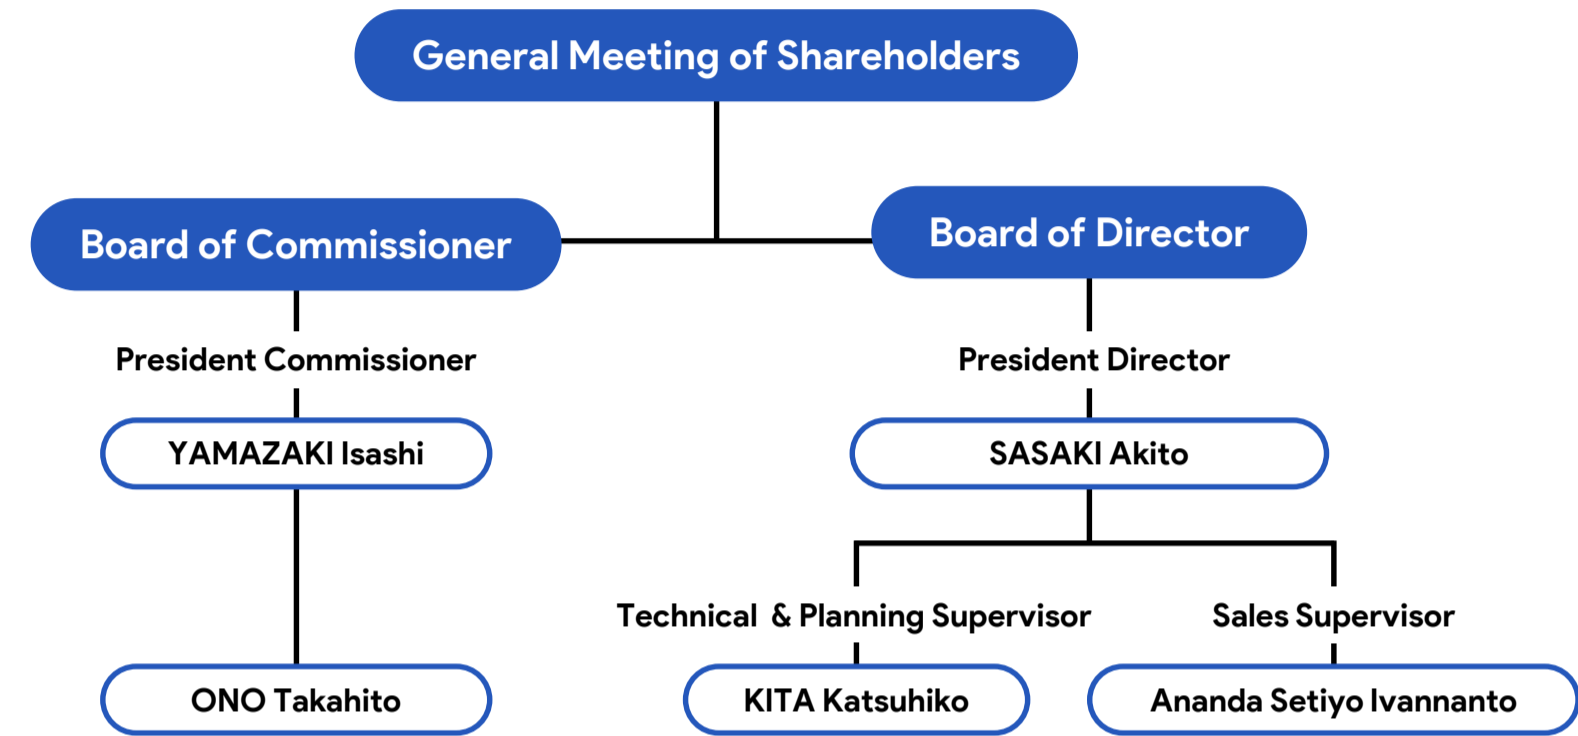 General Meeting of Shareholders
Board of Commissioner
Board of Director
President Commissioner
President Director
YAMAZAKI Isashi
SASAKI Akito
Technical & Planning Supervisor
Sales Supervisor
ONO Takahito
KITA Katsuhiko
Ananda Setiyo Ivannanto